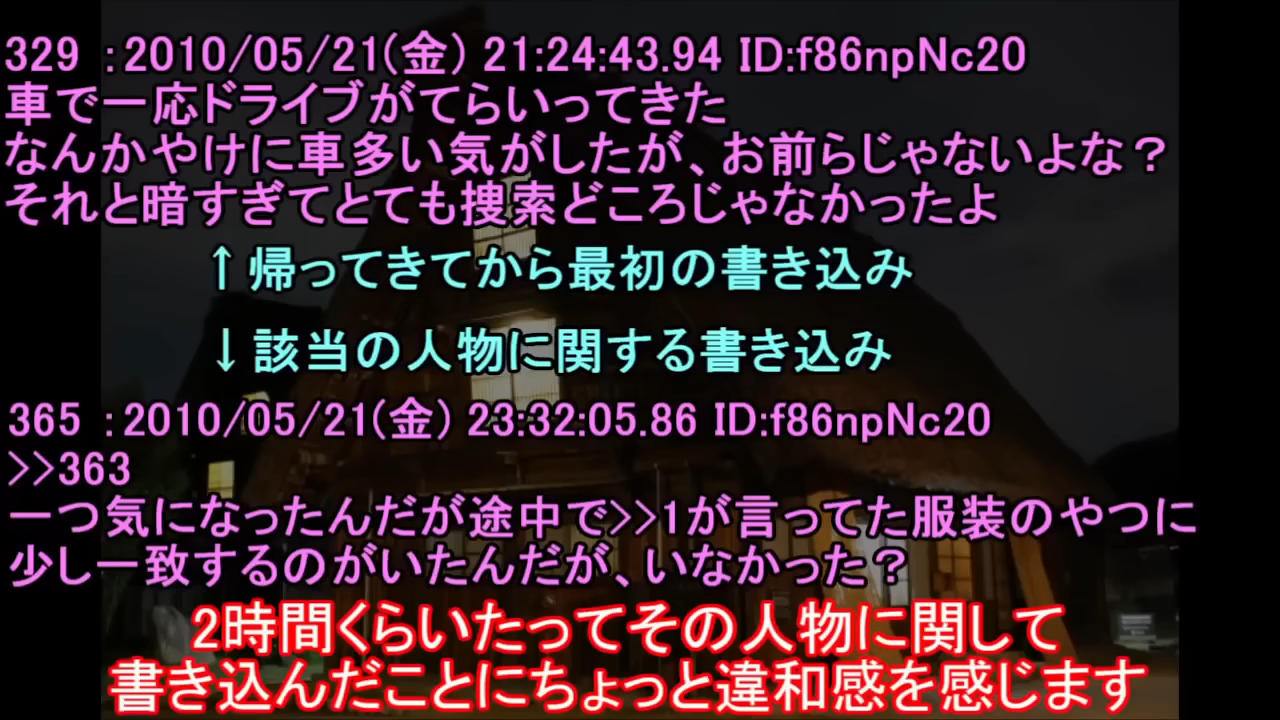 329 ：2010/05/21(金) 21:24:43.94 ID:f86npNc20
車で一応ドライブがてらいってきた
なんかやけに車多い気がしたが、お前らじゃないよな？
それと暗すぎてとても捜索どころじゃなかったよ
↑帰ってきてから最初の書き込み
↓該当の人物に関する書き込み
365 ：2010/05/21(金) 23:32:05.86 ID:f86npNc20
>>363
一つ気になったんだが途中で>>1が言ってた服装のやつに
少し一致するのがいたんだが、いなかった？
2時間くらいたってその人物に関して
書き込んだことにちょっと違和感を感じます